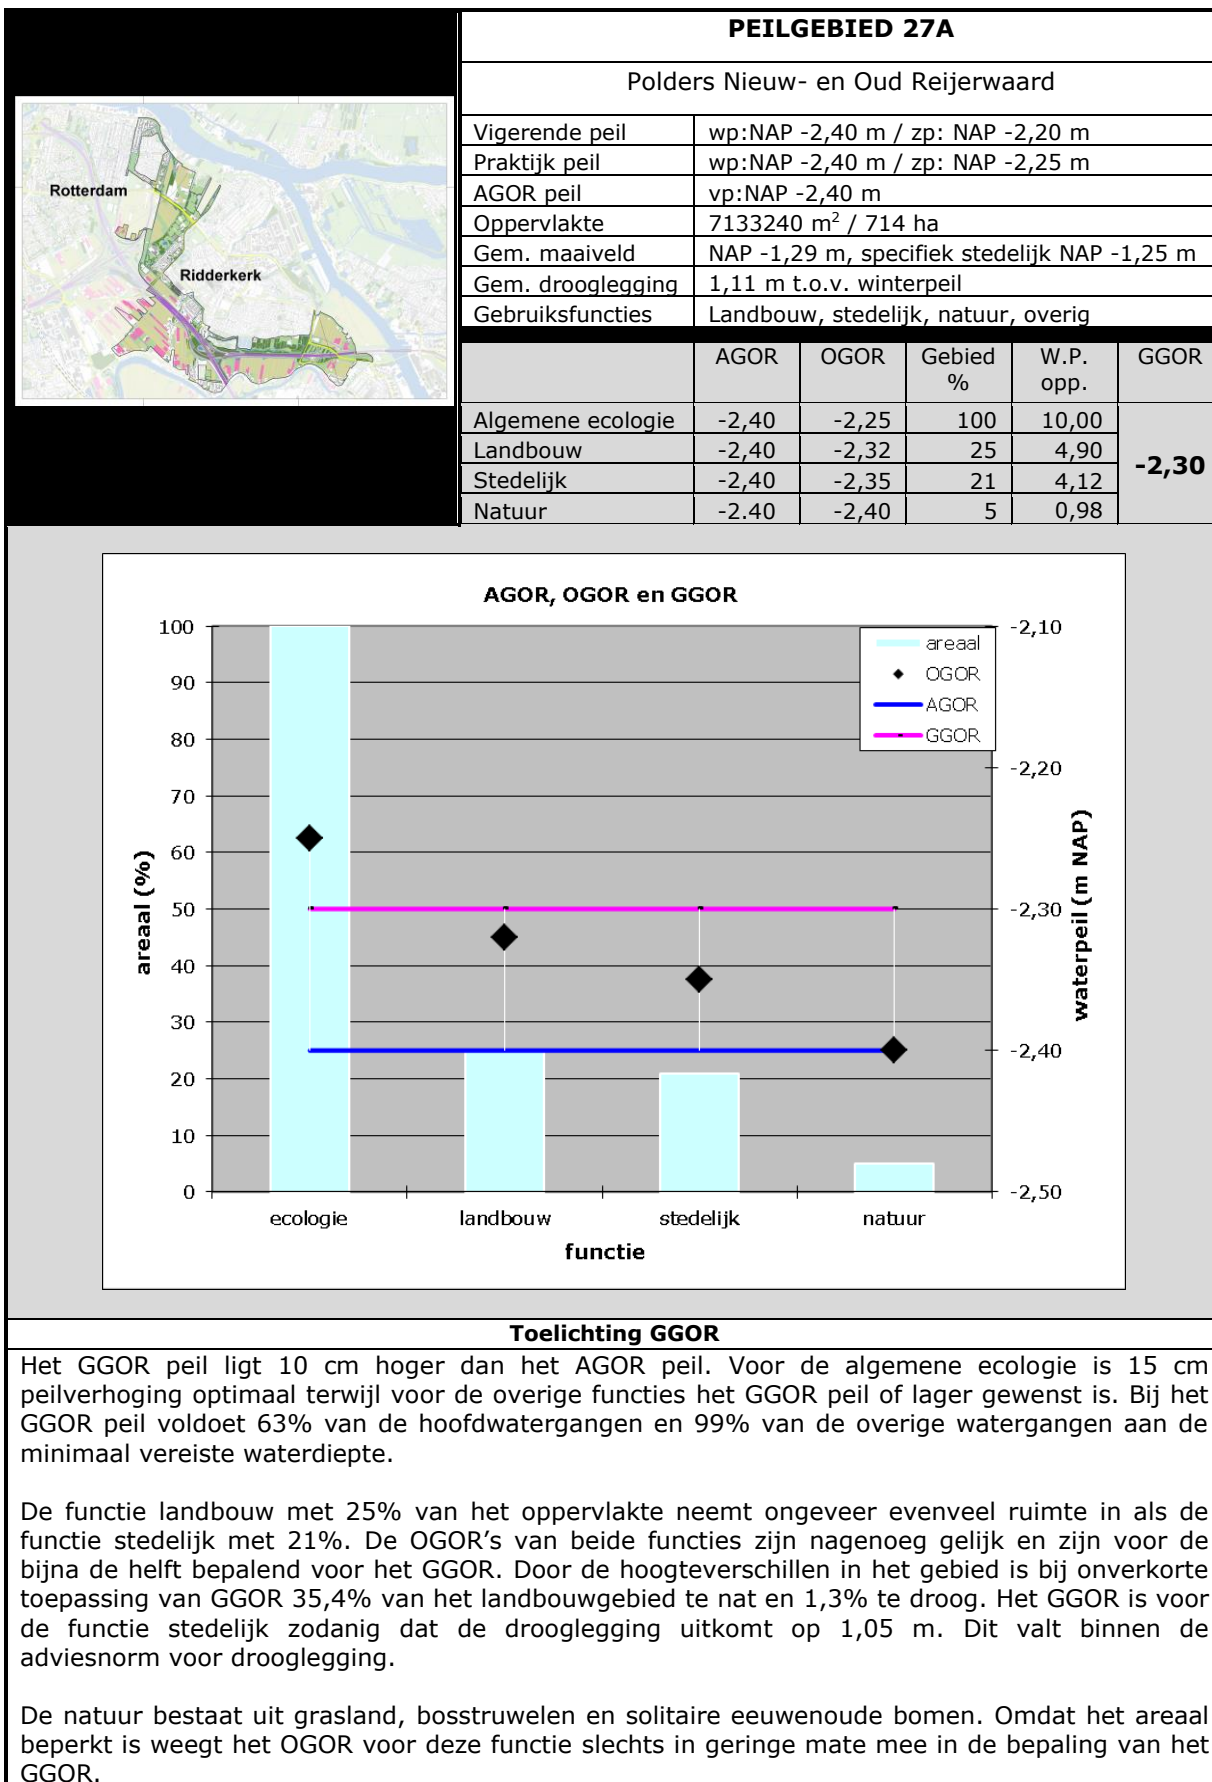 PEILGEBIED 27A
Polders Nieuw- en Oud Reijerwaard
Rotterdam
Ridderkerk
Vigerende peil wp:NAP -2,40 m / zp: NAP -2,20 m
Praktijk peil wp:NAP -2,40 m / zp: NAP -2,25 m
AGOR peil vp:NAP -2,40 m
Oppervlakte 7133240 m² / 714 ha
Gem. maaiveld NAP -1,29 m, specifiek stedelijk NAP -1,25 m
Gem. drooglegging 1,11 m t.o.v. winterpeil
Gebruiksfuncties Landbouw, stedelijk, natuur, overig
AGOR OGOR Gebied % W.P. opp. GGOR
Algemene ecologie -2,40 -2,25 100 10,00
Landbouw -2,40 -2,32 25 4,90
-2,30
Stedelijk -2,40 -2,35 21 4,12
Natuur -2.40 -2,40 5 0,98
AGOR, OGOR en GGOR
100
90
80
70
60
50
40
30
20
10
0
areaal (%)
areaal
OGOR
AGOR
GGOR
-2,10
-2,20
-2,30
-2,40
-2,50
waterpeil (m NAP)
ecologie landbouw stedelijk natuur
functie
Toelichting GGOR
Het GGOR peil ligt 10 cm hoger dan het AGOR peil. Voor de algemene ecologie is 15 cm
peilverhoging optimaal terwijl voor de overige functies het GGOR peil of lager gewenst is. Bij het
GGOR peil voldoet 63% van de hoofdwatergangen en 99% van de overige watergangen aan de
minimaal vereiste waterdiepte.
De functie landbouw met 25% van het oppervlakte neemt ongeveer evenveel ruimte in als de
functie stedelijk met 21%. De OGOR’s van beide functies zijn nagenoeg gelijk en zijn voor de
bijna de helft bepalend voor het GGOR. Door de hoogteverschillen in het gebied is bij onverkorte
toepassing van GGOR 35,4% van het landbouwgebied te nat en 1,3% te droog. Het GGOR is voor
de functie stedelijk zodanig dat de drooglegging uitkomt op 1,05 m. Dit valt binnen de
adviesnorm voor drooglegging.
De natuur bestaat uit grasland, bosstruwelen en solitaire eeuwenoude bomen. Omdat het areaal
beperkt is weegt het OGOR voor deze functie slechts in geringe mate mee in de bepaling van het
GGOR.